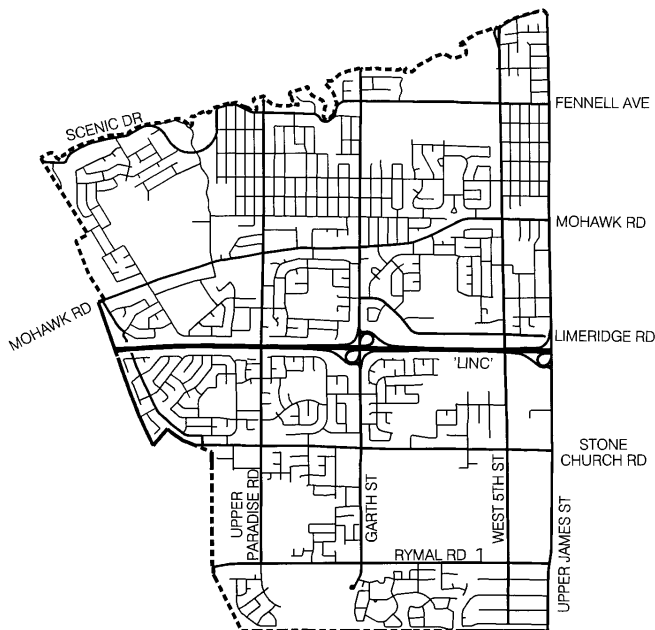 SCENIC DR
FENNELL AVE
MOHAWK RD
MOHAWK RD
LIMERIDGE RD
'LINC'
STONE
CHURCH RD
UPPER
PARADISE RD
GARTH ST
WEST 5TH ST
UPPER JAMES ST
RYMAL RD 1